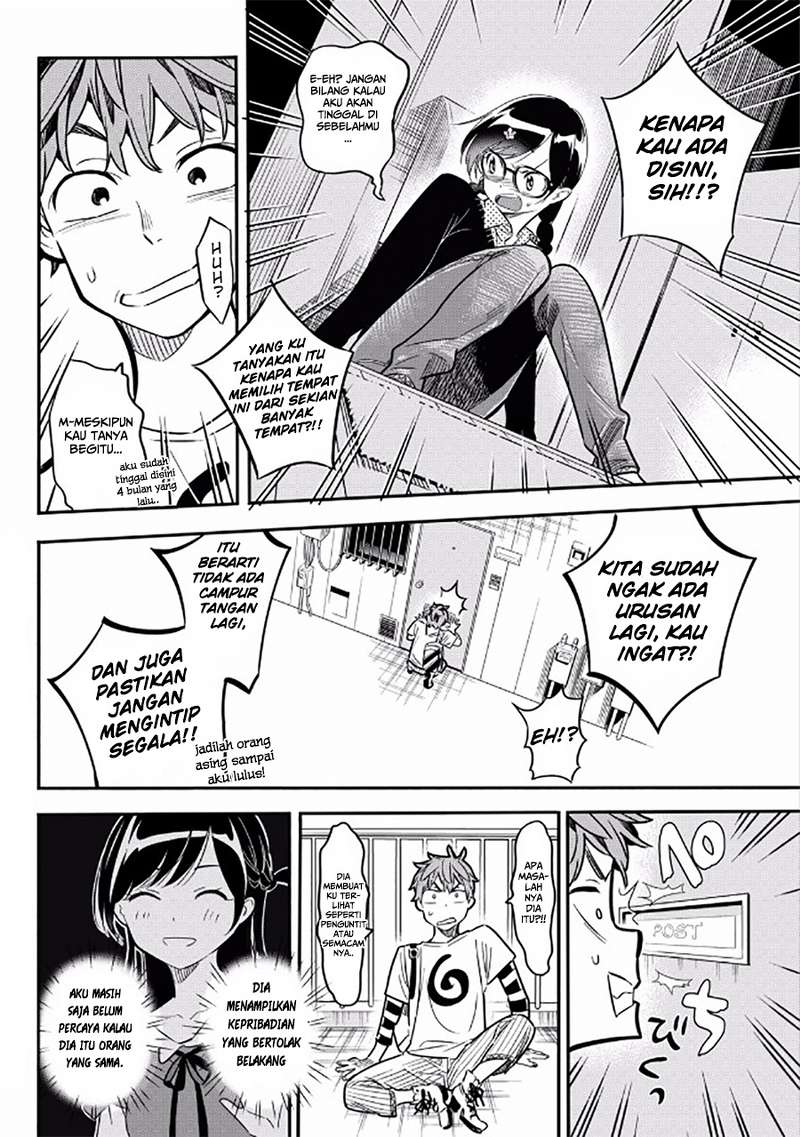 KENAPA
KAU ADA
DISINI,
SIH!!?
E-EH? JANGAN
BILANG KALAU
AKU AKAN
TINGGAL DI
SEBELAHMU
...
YANG KU
TANYAKAN ITU
KENAPA KAU
MEMILIH TEMPAT
INI DARI SEKIAN
BANYAK
TEMPAT?!!
HUH?
M-MESKIPUN
KAU TANYA
BEGITU...
aku sudah
tinggal disini
4 bulan yang
lalu..
KITA SUDAH
NGAK ADA
URUSAN
LAGI, KAU
INGAT?!
EH!?
ITU
BERARTI
TIDAK ADA
CAMPUR
TANGAN
LAGI,
DAN JUGA
PASTIKAN
JANGAN
MENGINTIP
SEGALA!!
jadilah orang
asing sampai
aku lulus!
POST
べちっ
APA
MASA-
LAH
NYA
DIA
ITU?!!
DIA
MEMBUAT
KU TER-
LIHAT
SEPERTI
PENGUNTIT
ATAU
SEMACAM
NYA..
DIA
MENAMPILKAN
KEPRIBADIAN
YANG BERTOLAK
BELAKANG
AKU MASIH
SAJA BELUM
PERCAYA KALAU
DIA ITU ORANG
YANG SAMA.